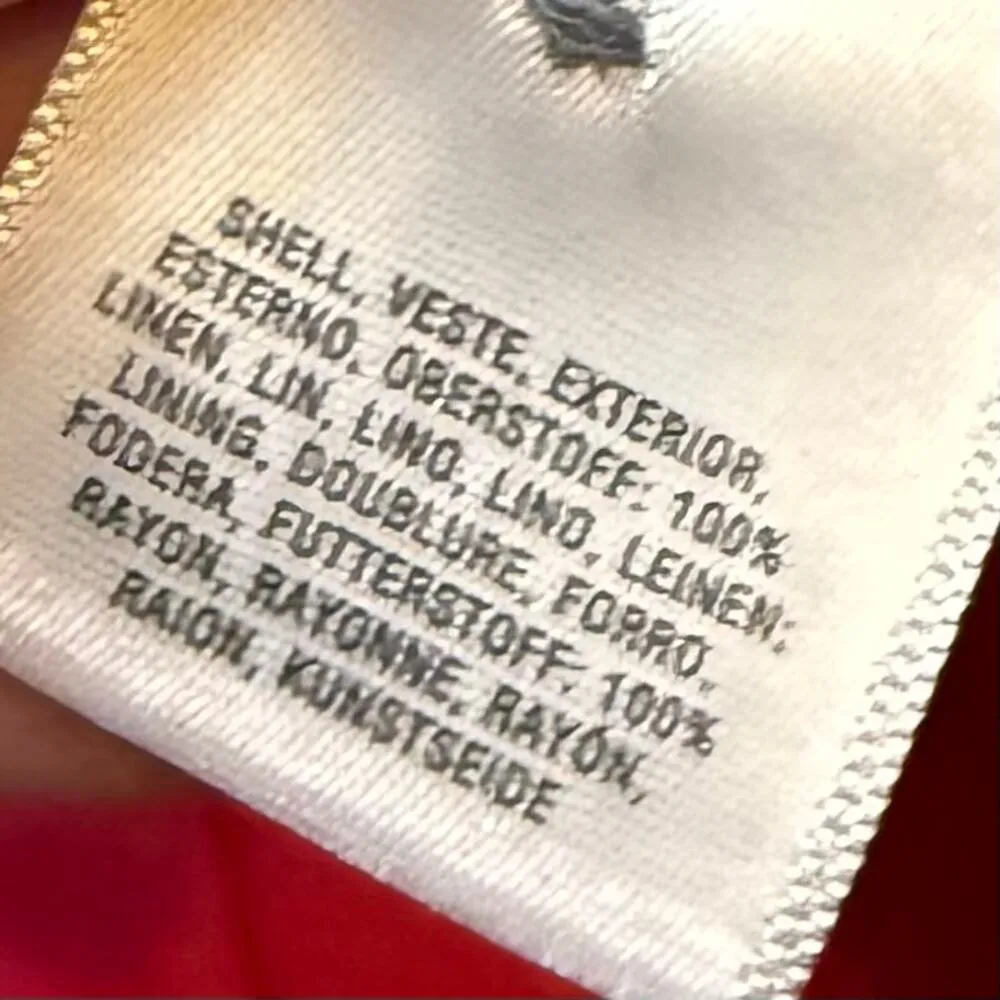 SHELL, VESTE, EXTERIOR,
ESTERNO, OBERSTOFF: 100%
LINEN, LIN, LINO, LINO, LEINEN;
LINING, DOUBLURE, FORRO,
FODERA, FUTTERSTOFF: 100%
RAYON, RAYONNE, RAYÓN,
RAION, KUNSTSEIDE